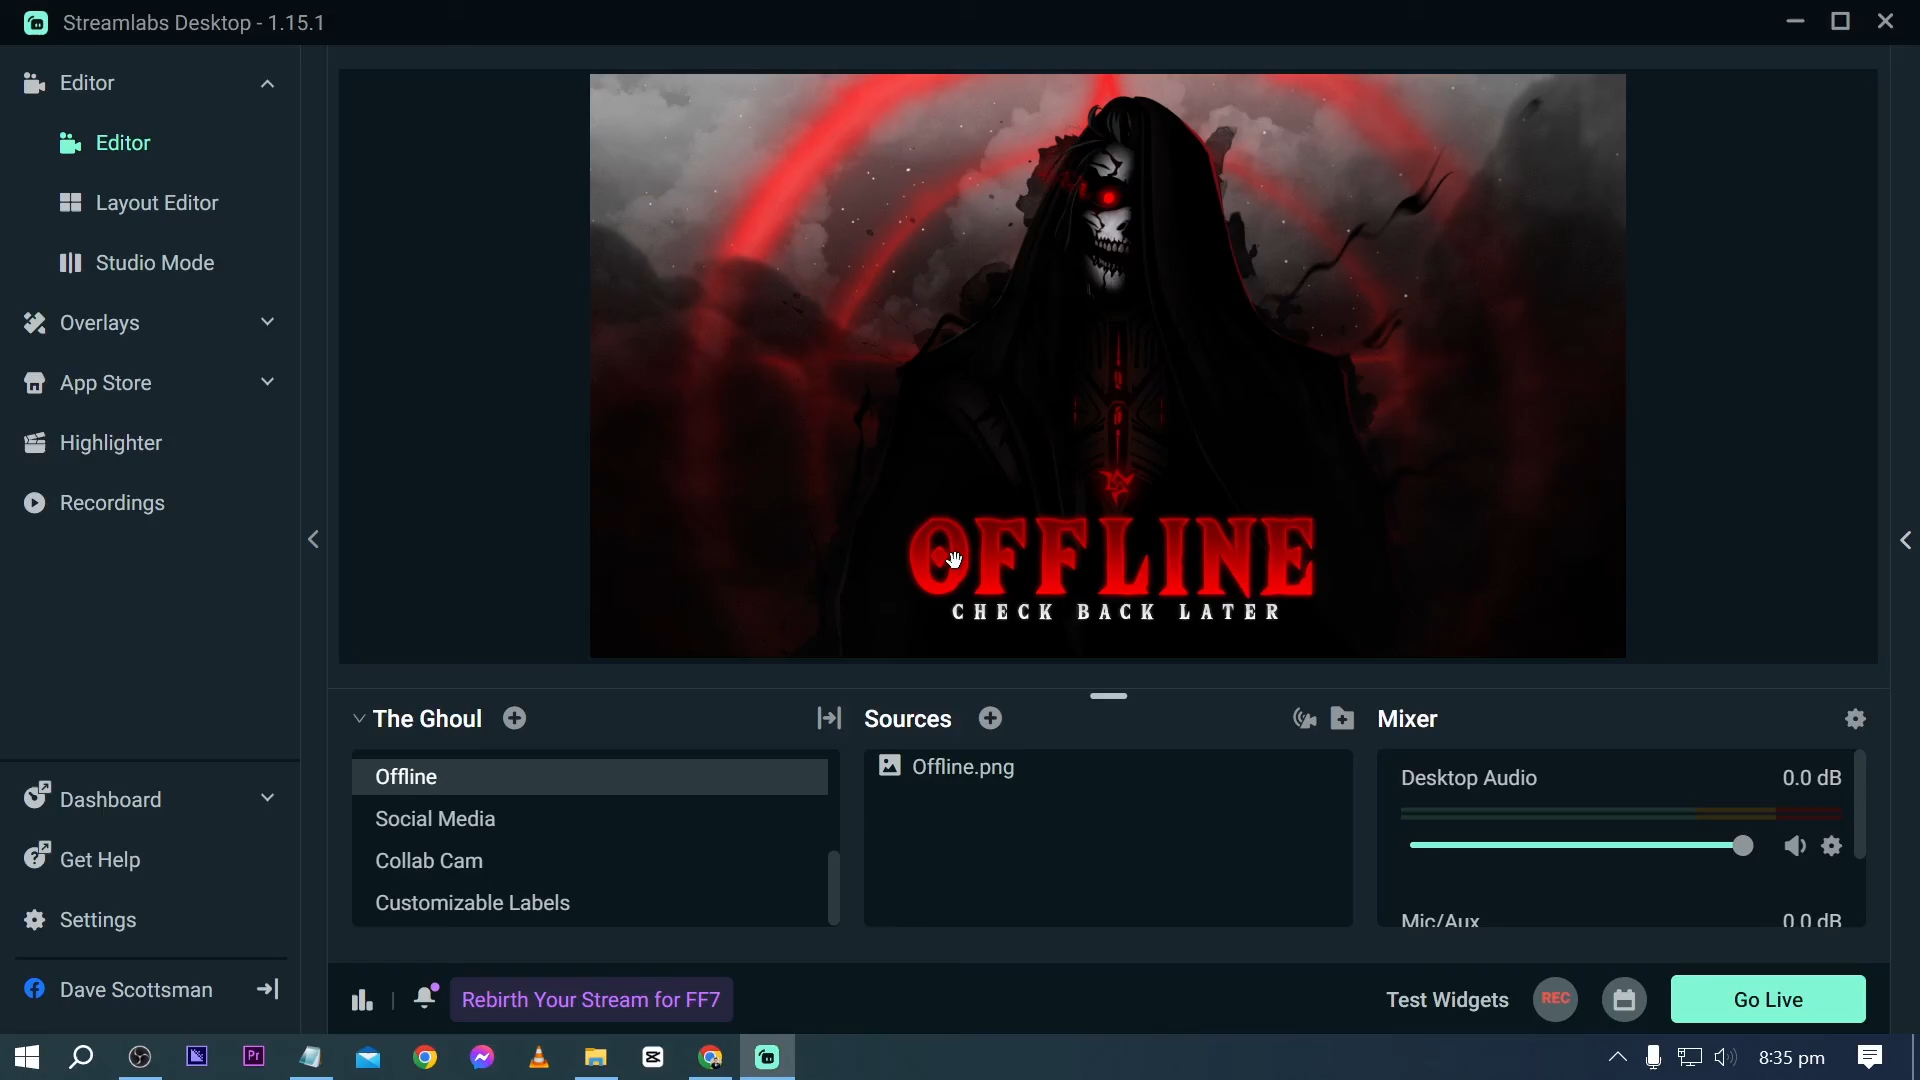 Streamlabs Desktop - 1.15.1
Editor
Editor
Layout Editor
Studio Mode
Overlays
App Store
Highlighter
Recordings
OFFLINE
CHECK BACK LATER
The Ghoul
Sources
Mixer
Offline
Social Media
Collab Cam
Customizable Labels
Offline.png
Desktop Audio 0.0 dB
Mic/Aux 0.0 dB
Dashboard
Get Help
Settings
Dave Scottsman
Rebirth Your Stream for FF7
Test Widgets
REC
Go Live
Pr
8:35 pm